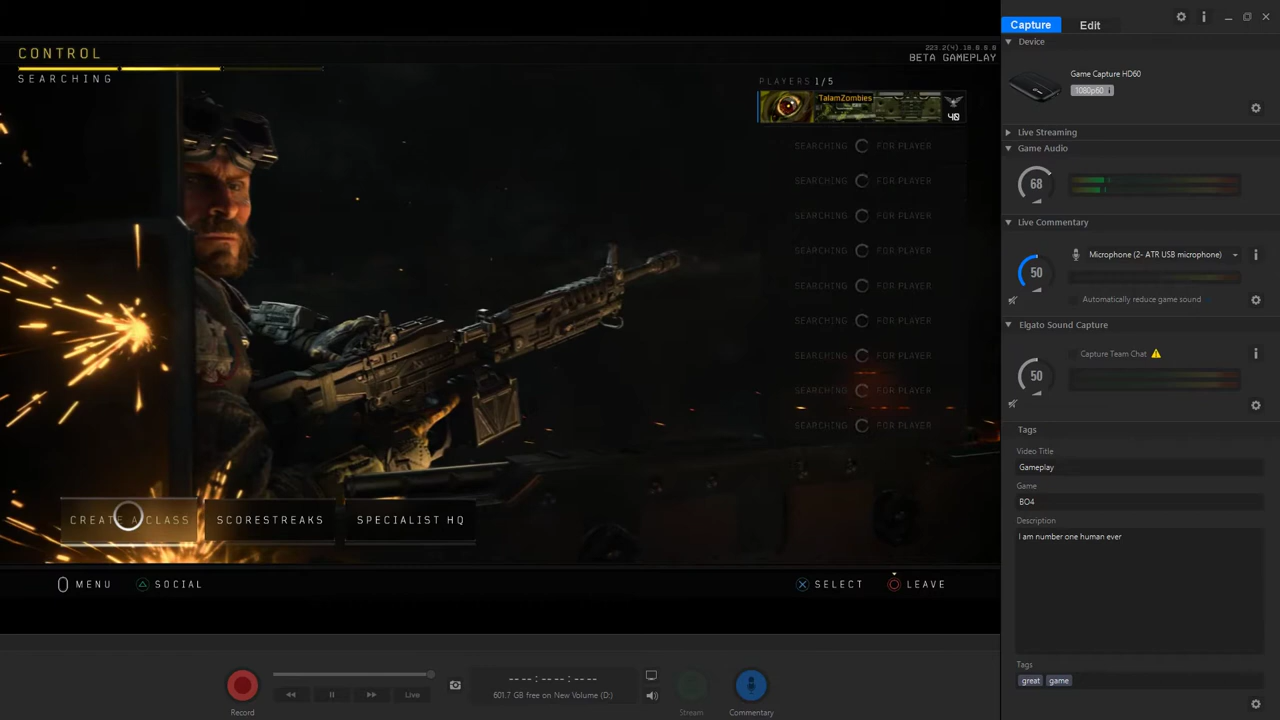 CONTROL
SEARCHING
223.2(4).18.0.0.0
BETA GAMEPLAY
PLAYERS 1/5
TalamZombies
40
SEARCHING FOR PLAYER
SEARCHING FOR PLAYER
SEARCHING FOR PLAYER
SEARCHING FOR PLAYER
SEARCHING FOR PLAYER
SEARCHING FOR PLAYER
SEARCHING FOR PLAYER
SEARCHING FOR PLAYER
SEARCHING FOR PLAYER
CREATE A CLASS
SCORESTREAKS
SPECIALIST HQ
MENU
SOCIAL
SELECT
LEAVE
Record
Live
--:--:--:--
601.7 GB free on New Volume (D:)
Stream
Commentary
Capture
Edit
Device
Game Capture HD60
1080p60
Live Streaming
Game Audio
68
Live Commentary
50
Microphone (2- ATR USB microphone)
Automatically reduce game sound
Elgato Sound Capture
50
Capture Team Chat
Tags
Video Title
Gameplay
Game
BO4
Description
I am number one human ever
Tags
great
game